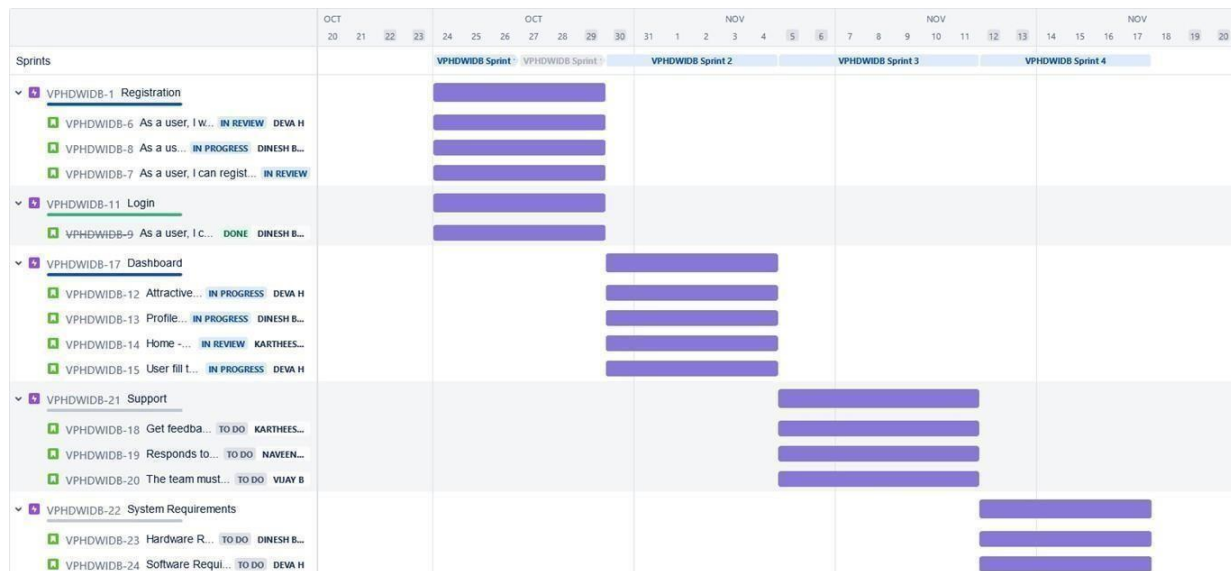 OCT OCT NOV NOV NOV
20 21 22 23 24 25 26 27 28 29 30 31 1 2 3 4 5 6 7 8 9 10 11 12 13 14 15 16 17 18 19 20
Sprints VPHDWIDB Sprint VPHDWIDB Sprint VPHDWIDB Sprint 2 VPHDWIDB Sprint 3 VPHDWIDB Sprint 4
VPHDWIDB-1 Registration
VPHDWIDB-6 As a user, I w... IN REVIEW DEVA H
VPHDWIDB-8 As a us... IN PROGRESS DINESH B...
VPHDWIDB-7 As a user, I can regist... IN REVIEW
VPHDWIDB-11 Login
VPHDWIDB-9 As a user, I c... DONE DINESH B...
VPHDWIDB-17 Dashboard
VPHDWIDB-12 Attractive... IN PROGRESS DEVA H
VPHDWIDB-13 Profile... IN PROGRESS DINESH B...
VPHDWIDB-14 Home -... IN REVIEW KARTHEES...
VPHDWIDB-15 User fill t... IN PROGRESS DEVA H
VPHDWIDB-21 Support
VPHDWIDB-18 Get feedba... TO DO KARTHEES...
VPHDWIDB-19 Responds to... TO DO NAVEEN...
VPHDWIDB-20 The team must... TO DO VIJAY B
VPHDWIDB-22 System Requirements
VPHDWIDB-23 Hardware R... TO DO DINESH B...
VPHDWIDB-24 Software Requi... TO DO DEVA H